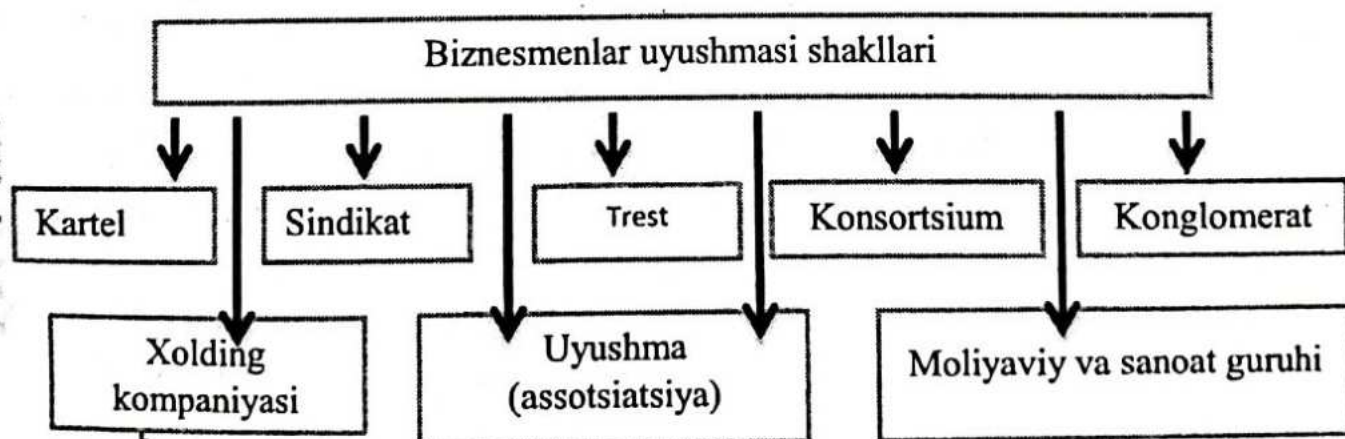 Biznesmenlar uyushmasi shakllari
Kartel
Sindikat
Trest
Konsortsium
Konglomerat
Xolding
kompaniyasi
Uyushma
(assotsiatsiya)
Moliyaviy va sanoat guruhi